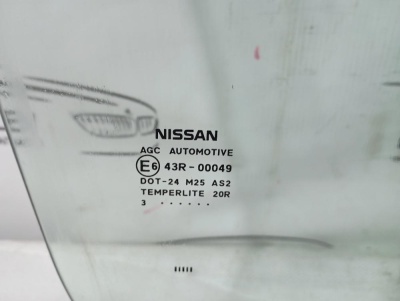 NISSAN
AGC AUTOMOTIVE
E6 43R-00049
DOT-24 M25 AS2
TEMPERLITE 20R
3 . . . . . .